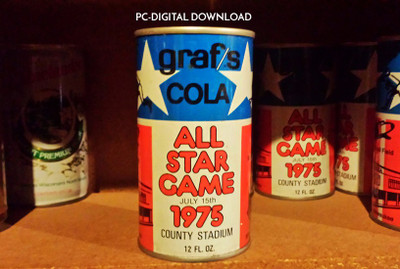 PC-DIGITAL DOWNLOAD
graf's
COLA
ALL
STAR
GAME
JULY 15th
1975
COUNTY STADIUM
12 FL. OZ.
ALL
STAR
GAME
JULY 15th
1975
COUNTY STADIUM
12 FL. OZ.